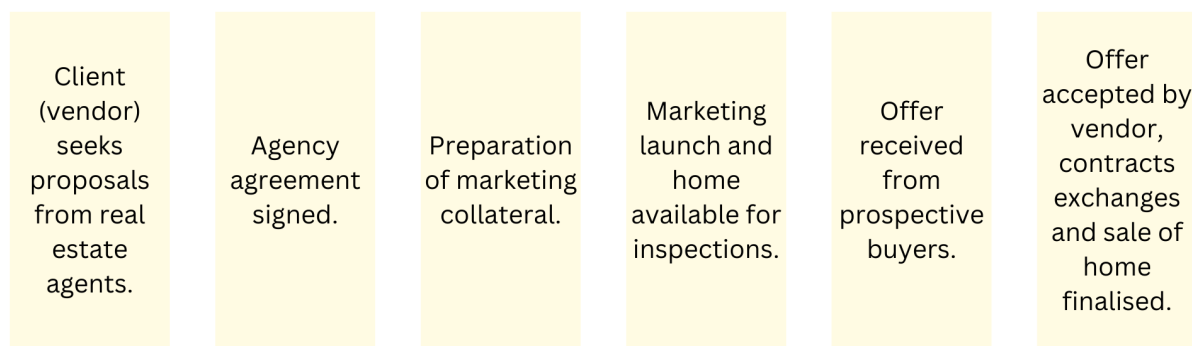 Client
(vendor)
seeks
proposals
from real
estate
agents.
Agency
agreement
signed.
Preparation
of marketing
collateral.
Marketing
launch and
home
available for
inspections.
Offer
received
from
prospective
buyers.
Offer
accepted by
vendor,
contracts
exchanges
and sale of
home
finalised.